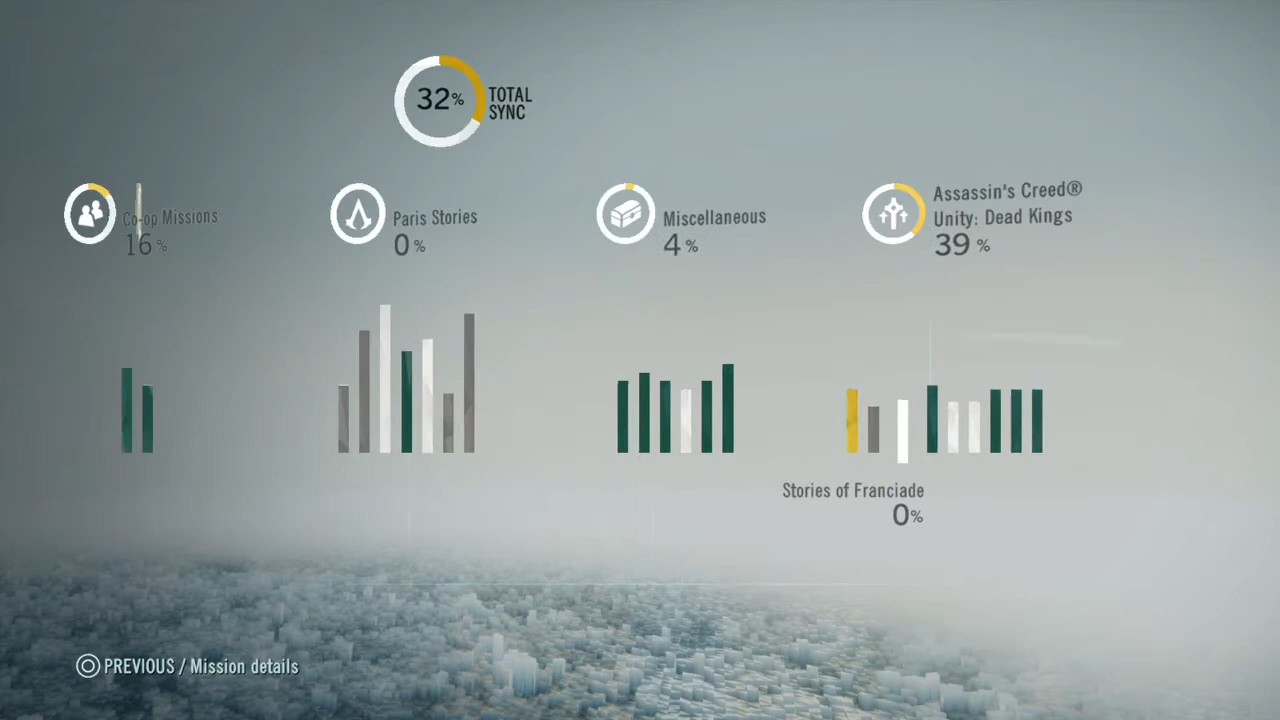 32%
TOTAL
SYNC
Co-op Missions
16 %
Paris Stories
0 %
Miscellaneous
4 %
Assassin's Creed®
Unity: Dead Kings
39 %
Stories of Franciade
0%
PREVIOUS / Mission details